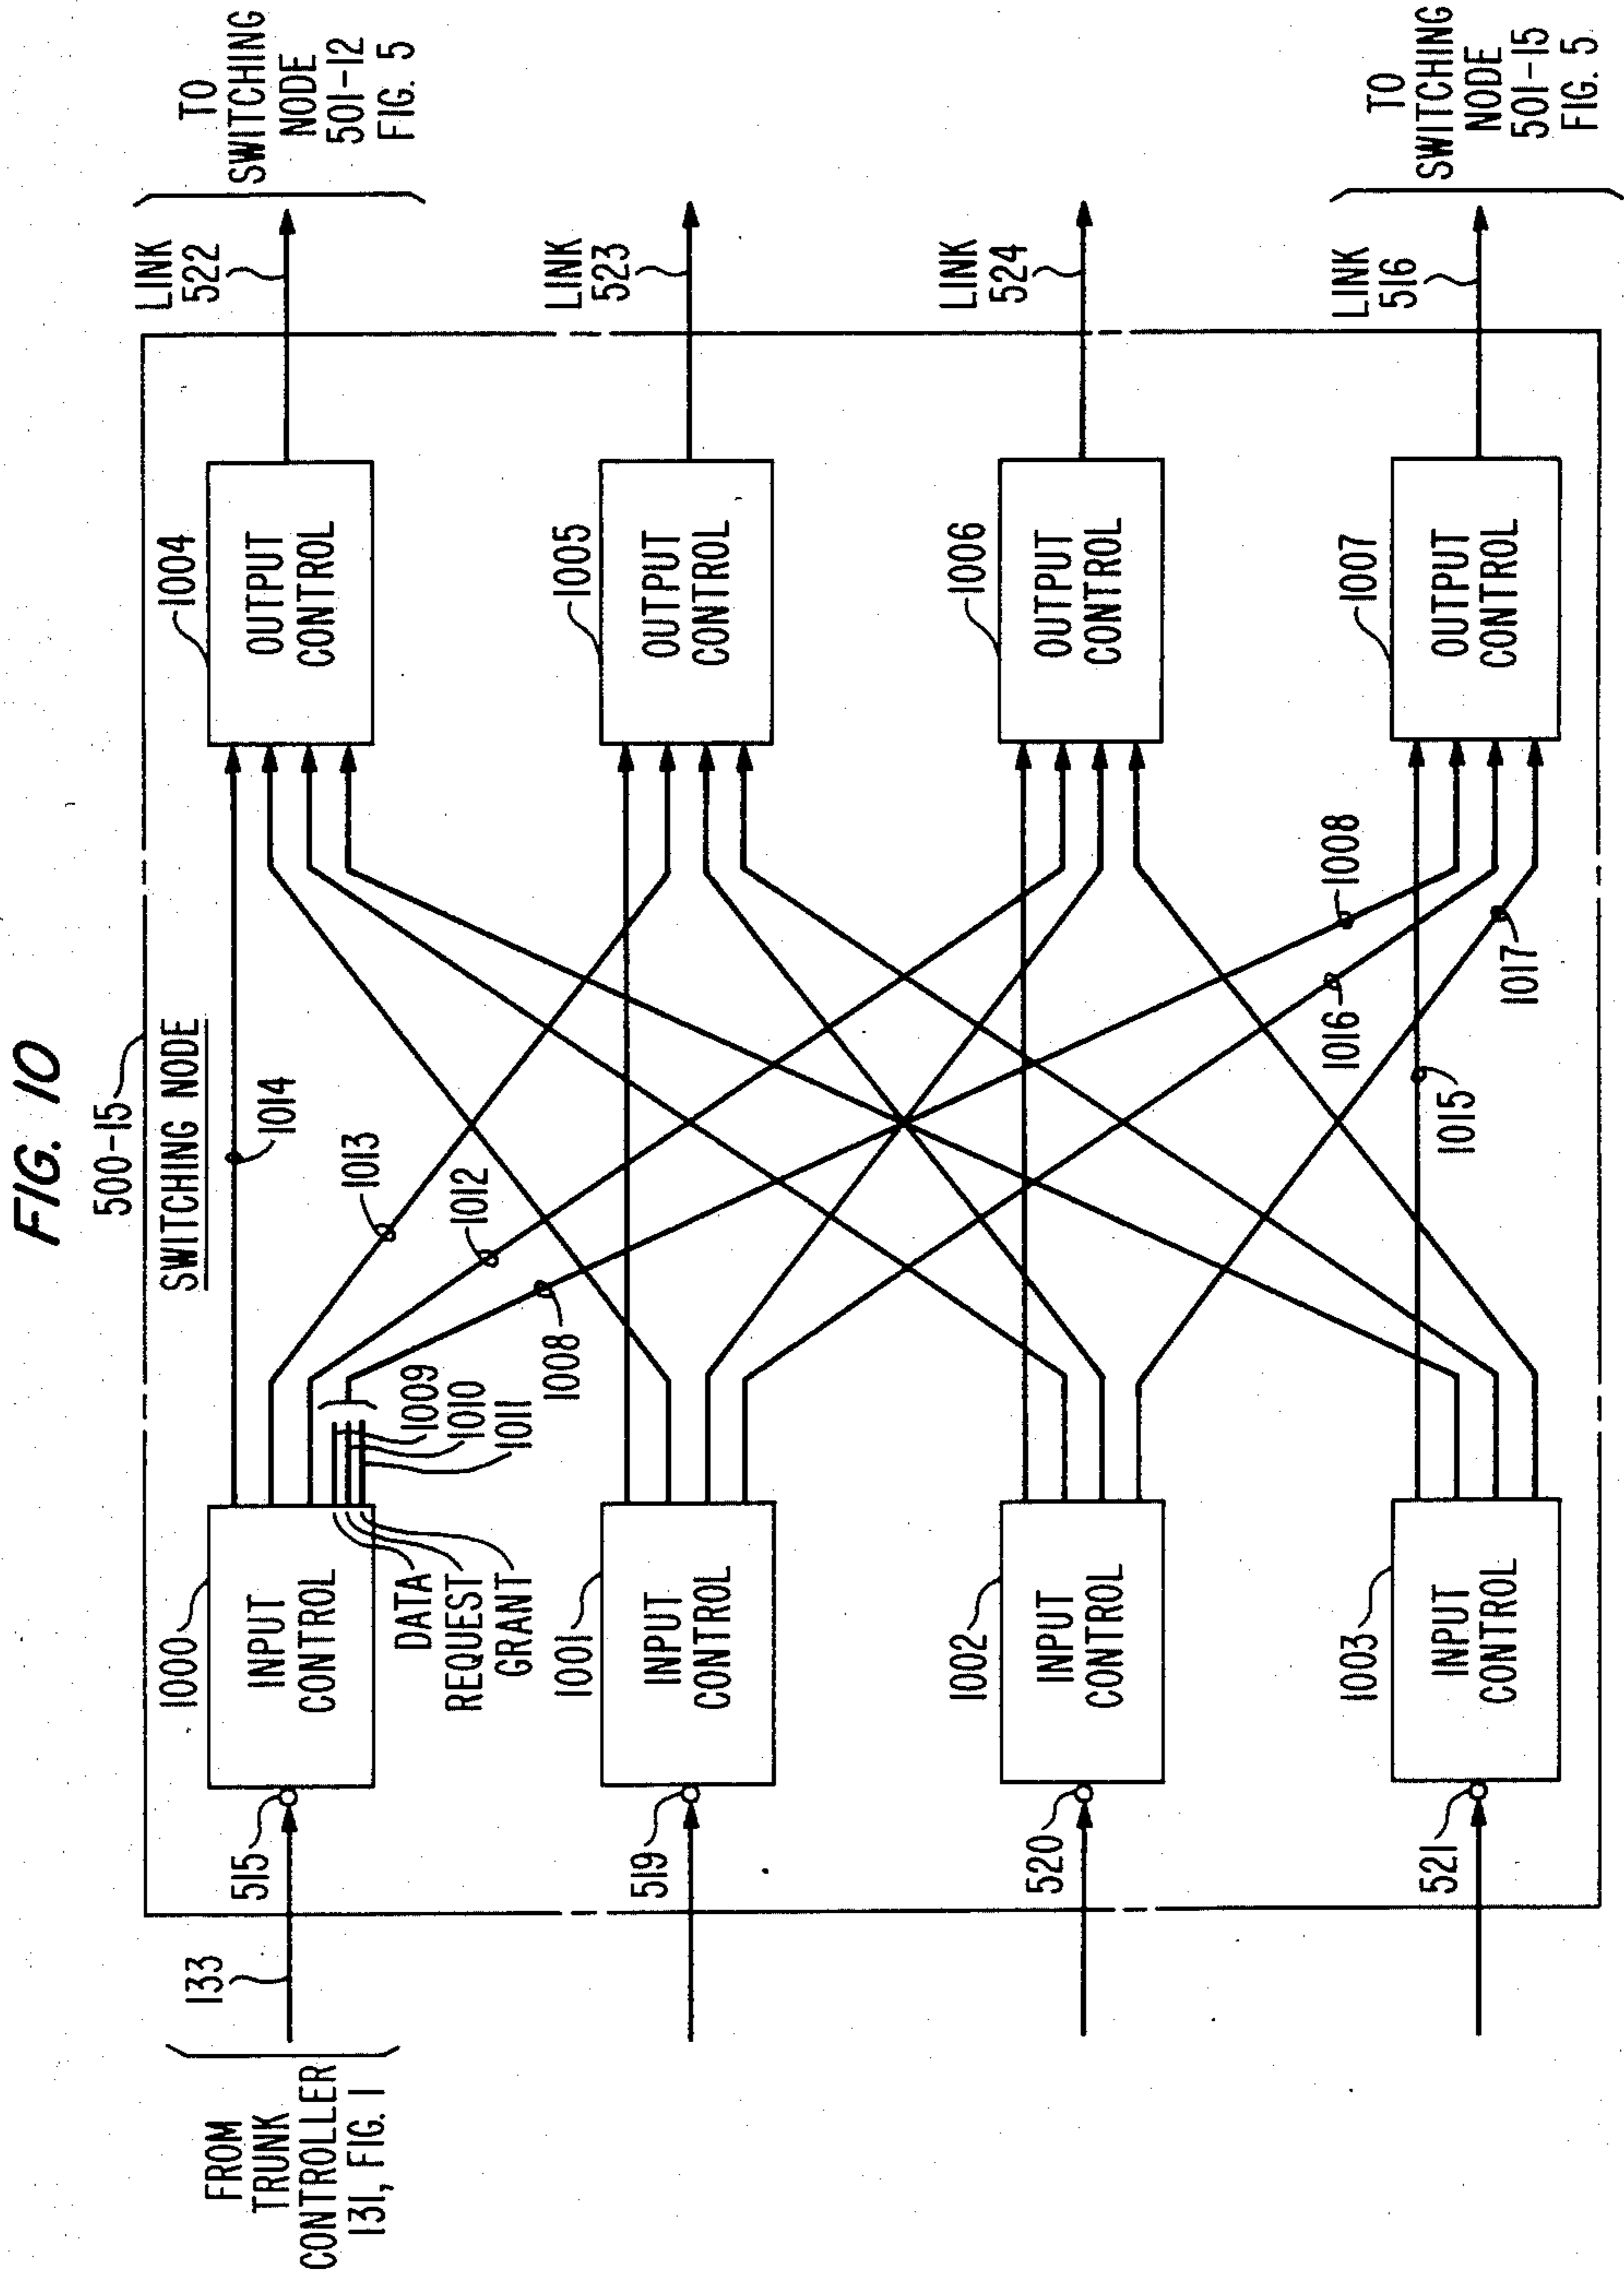 FIG. 10
500-15
SWITCHING NODE
FROM
TRUNK
CONTROLLER
131, FIG. 1
133
515
1000
INPUT
CONTROL
DATA
REQUEST
GRANT
1009
1010
1011
1008
1012
1013
1014
1004
OUTPUT
CONTROL
LINK
522
TO
SWITCHING
NODE
501-12
FIG. 5
519
1001
INPUT
CONTROL
1005
OUTPUT
CONTROL
LINK
523
520
1002
INPUT
CONTROL
1006
OUTPUT
CONTROL
LINK
524
521
1003
INPUT
CONTROL
1015
1016
1008
1017
1007
OUTPUT
CONTROL
LINK
516
TO
SWITCHING
NODE
501-15
FIG. 5